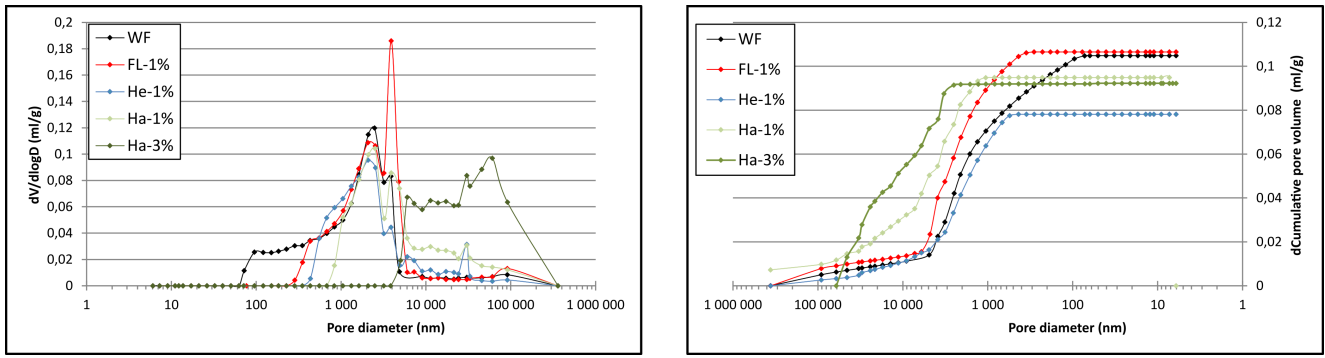 0,2
0,18
0,16
0,14
0,12
0,1
0,08
0,06
0,04
0,02
0
dV/dlogD (ml/g)
WF
FL-1%
He-1%
Ha-1%
Ha-3%
1 10 100 1 000 10 000 100 000 1 000 000
Pore diameter (nm)
WF
FL-1%
He-1%
Ha-1%
Ha-3%
0,12
0,1
0,08
0,06
0,04
0,02
0
dCumulative pore volume (ml/g)
1 000 000 100 000 10 000 1 000 100 10 1
Pore diameter (nm)